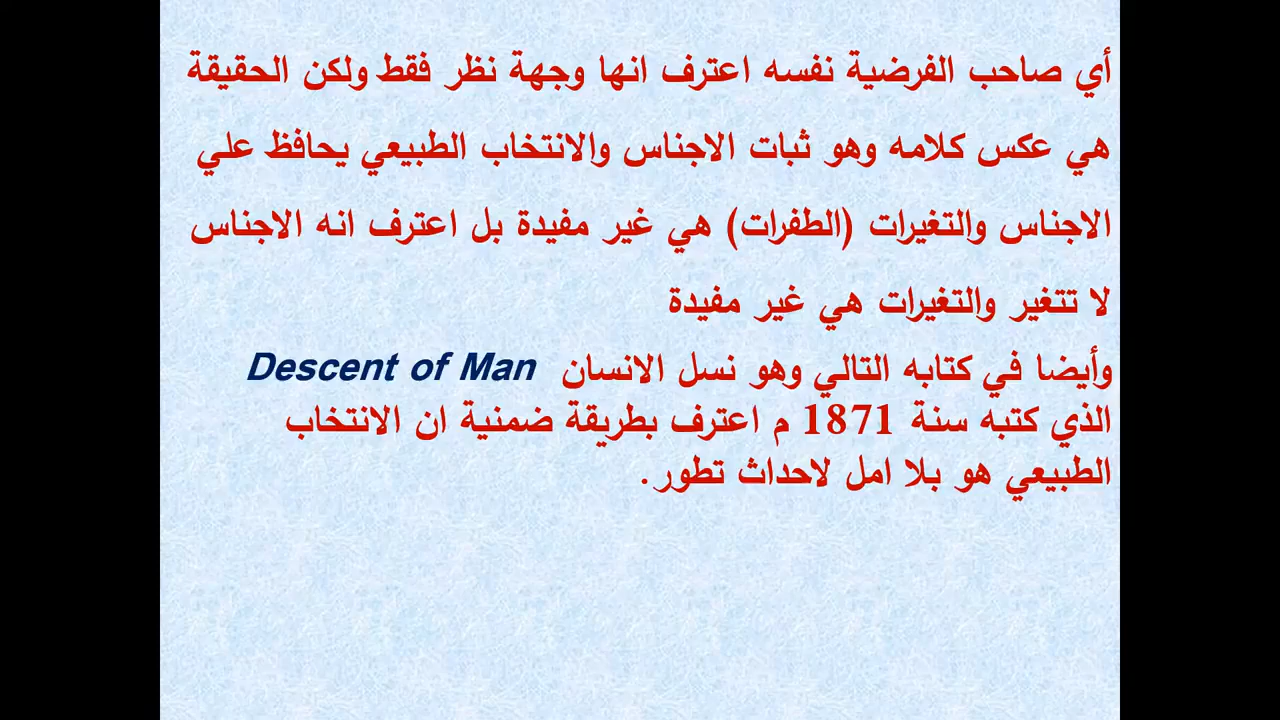 أي صاحب الفرضية نفسه اعترف انها وجهة نظر فقط ولكن الحقيقة
هي عكس كلامه وهو ثبات الاجناس والانتخاب الطبيعي يحافظ علي
الاجناس والتغيرات (الطفرات) هي غير مفيدة بل اعترف انه الاجناس
لا تتغير والتغيرات هي غير مفيدة
وأيضا في كتابه التالي وهو نسل الانسان Descent of Man
الذي كتبه سنة 1871 م اعترف بطريقة ضمنية ان الانتخاب
الطبيعي هو بلا امل لاحداث تطور.